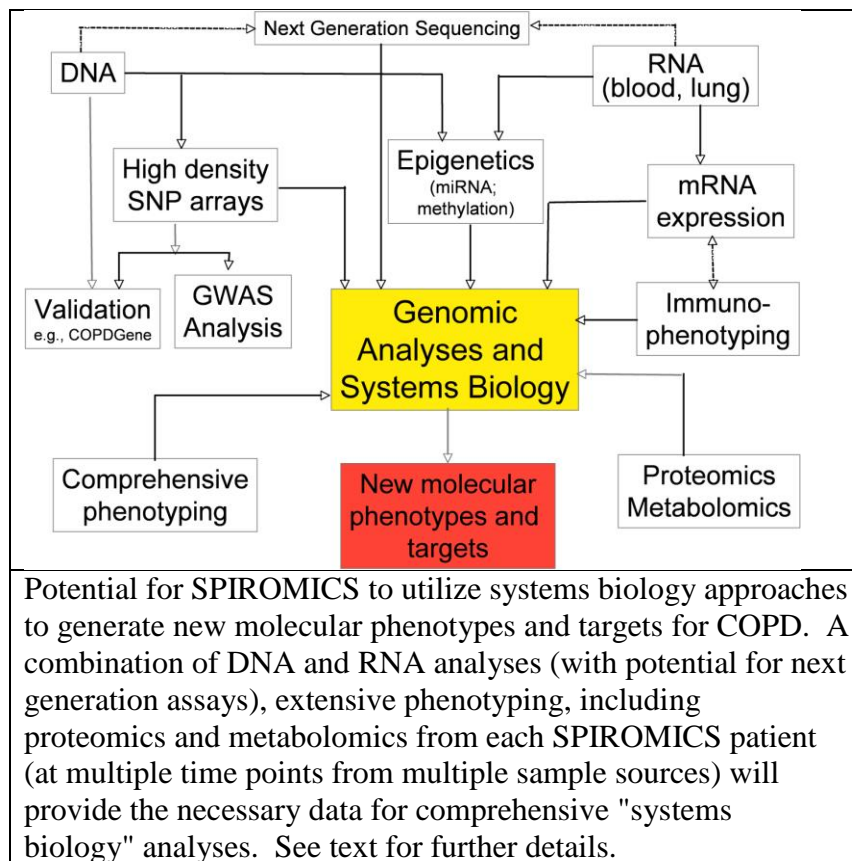 Next Generation Sequencing
DNA
RNA
(blood, lung)
High density
SNP arrays
Epigenetics
(miRNA;
methylation)
mRNA
expression
Validation
e.g., COPDGene
GWAS
Analysis
Genomic
Analyses and
Systems Biology
Immuno-
phenotyping
Comprehensive
phenotyping
New molecular
phenotypes and
targets
Proteomics
Metabolomics
Potential for SPIROMICS to utilize systems biology approaches
to generate new molecular phenotypes and targets for COPD. A
combination of DNA and RNA analyses (with potential for next
generation assays), extensive phenotyping, including
proteomics and metabolomics from each SPIROMICS patient
(at multiple time points from multiple sample sources) will
provide the necessary data for comprehensive "systems
biology" analyses. See text for further details.